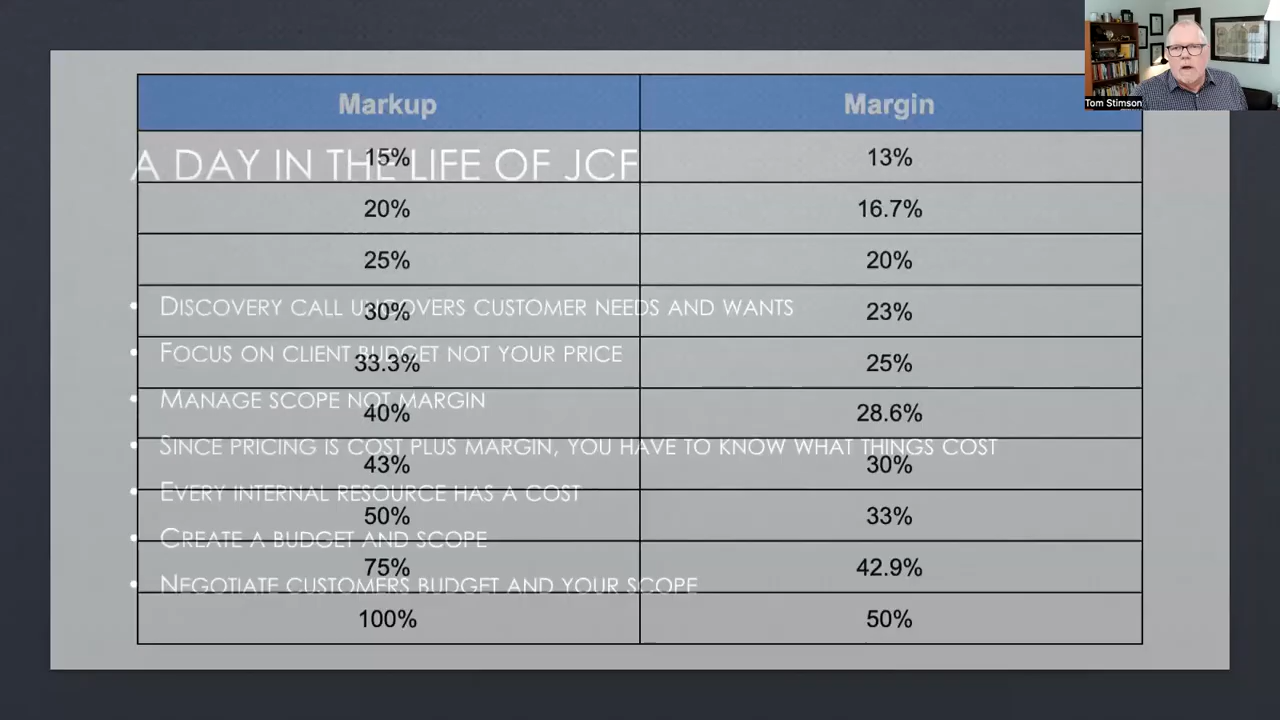 Markup Margin
A DAY IN THE LIFE OF JCF
15% 13%
20% 16.7%
25% 20%
DISCOVERY CALL UNCOVERS CUSTOMER NEEDS AND WANTS
30% 23%
FOCUS ON CLIENT BUDGET NOT YOUR PRICE
33.3% 25%
MANAGE SCOPE NOT MARGIN
40% 28.6%
SINCE PRICING IS COST PLUS MARGIN, YOU HAVE TO KNOW WHAT THINGS COST
43% 30%
EVERY INTERNAL RESOURCE HAS A COST
50% 33%
CREATE A BUDGET AND SCOPE
75% 42.9%
NEGOTIATE CUSTOMERS BUDGET AND YOUR SCOPE
100% 50%
Tom Stimson